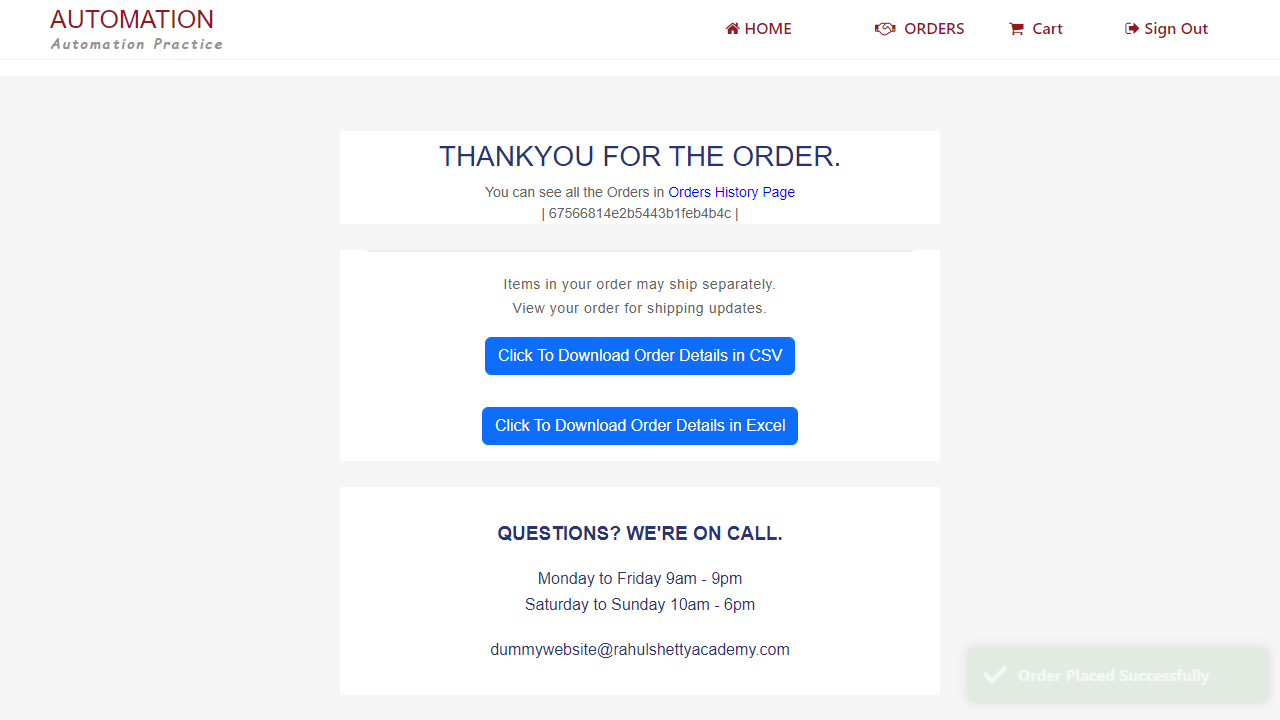 AUTOMATION
Automation Practice
HOME
ORDERS
Cart
Sign Out
THANKYOU FOR THE ORDER.
You can see all the Orders in Orders History Page
| 67566814e2b5443b1feb4b4c |
Items in your order may ship separately.
View your order for shipping updates.
Click To Download Order Details in CSV
Click To Download Order Details in Excel
QUESTIONS? WE'RE ON CALL.
Monday to Friday 9am - 9pm
Saturday to Sunday 10am - 6pm
dummywebsite@rahulshettyacademy.com
Order Placed Successfully